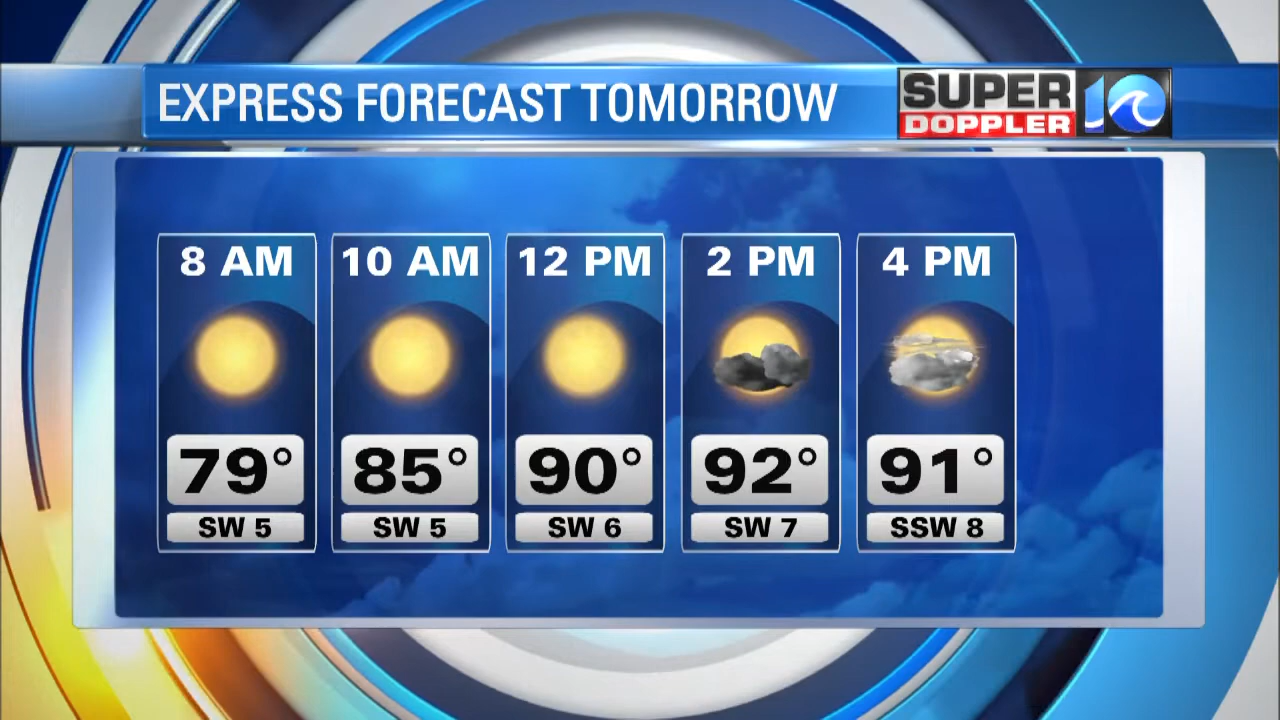 EXPRESS FORECAST TOMORROW
SUPER
DOPPLER 10
8 AM 10 AM 12 PM 2 PM 4 PM
79° 85° 90° 92° 91°
SW 5 SW 5 SW 6 SW 7 SSW 8